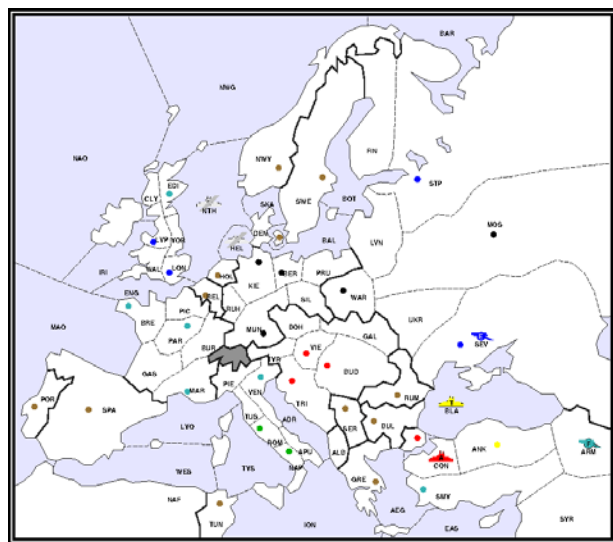 BAR
NWG
NAO
FIN
NWY
EDI
CLY
STP
SWE
NTH
SKA
BOT
MOS
LVP
YOR
DEN
HEL
BAL
LVN
WAL
LON
HOL
BER
PRU
IRI
KIE
WAR
ENG
BEL
RUH
SIL
UKR
PIC
BRE
MUN
BOH
GAL
MAO
PAR
BUR
VIE
SEV
GAS
TYR
BUD
MAR
PIE
VEN
TRI
RUM
POR
SPA
TUS
ADR
SER
BUL
BLA
LYO
ROM
APU
ALB
CON
ANK
ARM
WES
TYS
NAP
GRE
SMY
NAF
TUN
ION
AEG
EAS
SYR